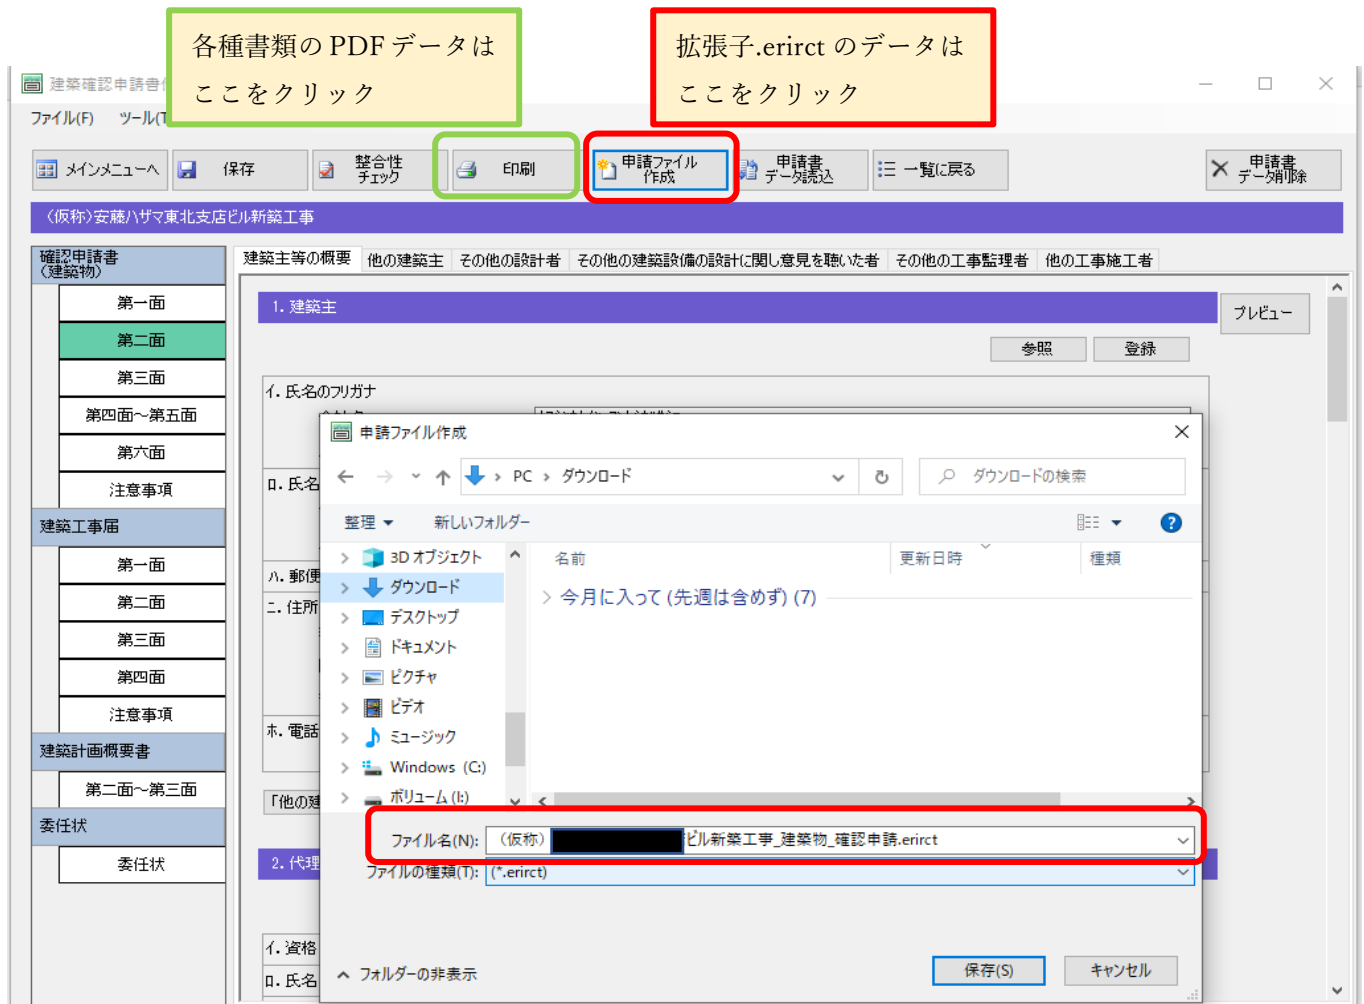 各種書類の PDF データは
ここをクリック
拡張子.erirct のデータは
ここをクリック
建築確認申請書
ファイル(F) ツール(T
メインメニューへ
保存
整合性
チェック
印刷
申請ファイル
作成
申請書
データ読込
一覧に戻る
申請書
データ削除
（仮称）安藤ハザマ東北支店ビル新築工事
確認申請書
（建築物）
第一面
第二面
第三面
第四面～第五面
第六面
注意事項
建築工事届
第一面
第二面
第三面
第四面
注意事項
建築計画概要書
第二面～第三面
委任状
委任状
建築主等の概要 他の建築主 その他の設計者 その他の建築設備の設計に関し意見を聴いた者 その他の工事監理者 他の工事施工者
1. 建築主
プレビュー
参照 登録
イ. 氏名のフリガナ
ロ. 氏名
ハ. 郵便
ニ. 住所
ホ. 電話
「他の建
2. 代理
イ. 資格
ロ. 氏名
申請ファイル作成
PC › ダウンロード
ダウンロードの検索
整理 新しいフォルダー
名前 更新日時 種類
今月に入って (先週は含めず) (7)
3D オブジェクト
ダウンロード
デスクトップ
ドキュメント
ピクチャ
ビデオ
ミュージック
Windows (C:)
ボリューム (I:)
ファイル名(N): （仮称） ビル新築工事_建築物_確認申請.erirct
ファイルの種類(T): (*.erirct)
フォルダーの非表示
保存(S) キャンセル